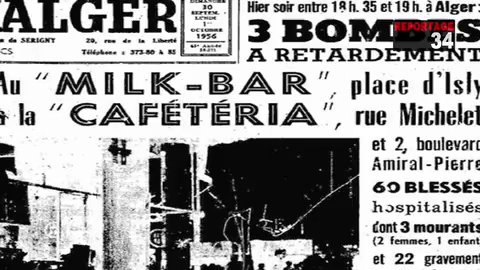 ALGER
de SERIGNY
29, rue de la Liberté
Téléphone : 373-80 à 85
DIMANCHE
30
SEPTEM.
LUNDI
1er
OCTOBRE
1956
Hier soir entre 18 h. 35 et 19 h. à Alger :
3 BOMBES
A RETARDEMENT
REPORTAGE
34
Au "MILK-BAR", place d'Isly
à la "CAFÉTÉRIA", rue Michelet
et 2, boulevard
Amiral-Pierre
60 BLESSÉS
hospitalisés
dont 3 mourants
(2 femmes, 1 enfant
et 22 gravement